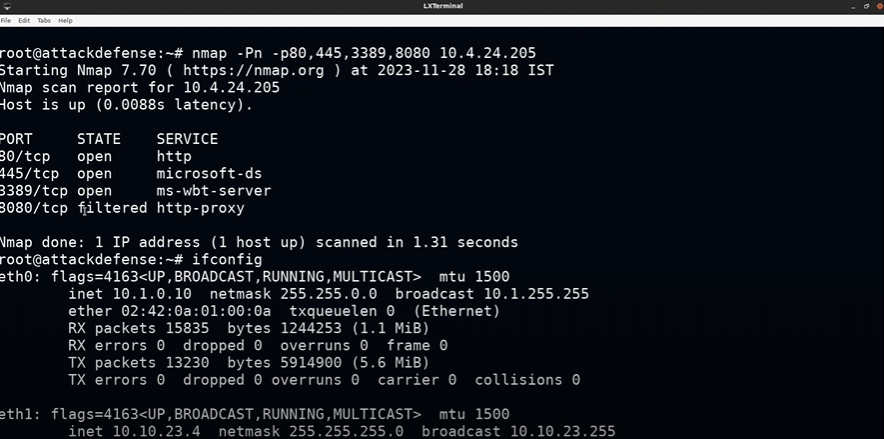 LXTerminal
File Edit Tabs Help
root@attackdefense:~# nmap -Pn -p80,445,3389,8080 10.4.24.205
Starting Nmap 7.70 ( https://nmap.org ) at 2023-11-28 18:18 IST
Nmap scan report for 10.4.24.205
Host is up (0.0088s latency).
PORT     STATE    SERVICE
80/tcp   open     http
445/tcp  open     microsoft-ds
3389/tcp open     ms-wbt-server
8080/tcp filtered http-proxy
Nmap done: 1 IP address (1 host up) scanned in 1.31 seconds
root@attackdefense:~# ifconfig
eth0: flags=4163<UP,BROADCAST,RUNNING,MULTICAST>  mtu 1500
        inet 10.1.0.10  netmask 255.255.0.0  broadcast 10.1.255.255
        ether 02:42:0a:01:00:0a  txqueuelen 0  (Ethernet)
        RX packets 15835  bytes 1244253 (1.1 MiB)
        RX errors 0  dropped 0  overruns 0  frame 0
        TX packets 13230  bytes 5914900 (5.6 MiB)
        TX errors 0  dropped 0 overruns 0  carrier 0  collisions 0
eth1: flags=4163<UP,BROADCAST,RUNNING,MULTICAST>  mtu 1500
        inet 10.10.23.4  netmask 255.255.255.0  broadcast 10.10.23.255